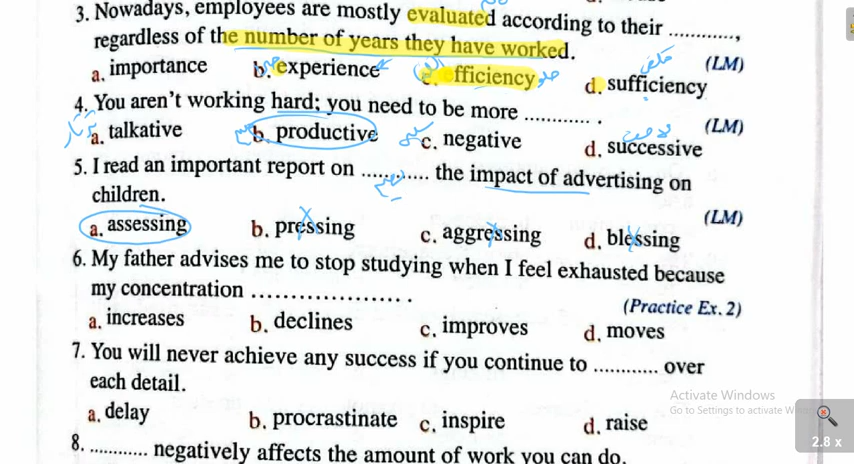 3. Nowadays, employees are mostly evaluated according to their ............,
regardless of the number of years they have worked.
(LM)
a. importance b. experience c. efficiency d. sufficiency
4. You aren't working hard; you need to be more ............ .
(LM)
a. talkative b. productive c. negative d. successive
5. I read an important report on ............ the impact of advertising on
children.
(LM)
a. assessing b. pressing c. aggressing d. blessing
6. My father advises me to stop studying when I feel exhausted because
my concentration .................... .
(Practice Ex. 2)
a. increases b. declines c. improves d. moves
7. You will never achieve any success if you continue to ............ over
each detail.
a. delay b. procrastinate c. inspire d. raise
8. ............ negatively affects the amount of work you can do.
Activate Windows
Go to Settings to activate W
2.8 x